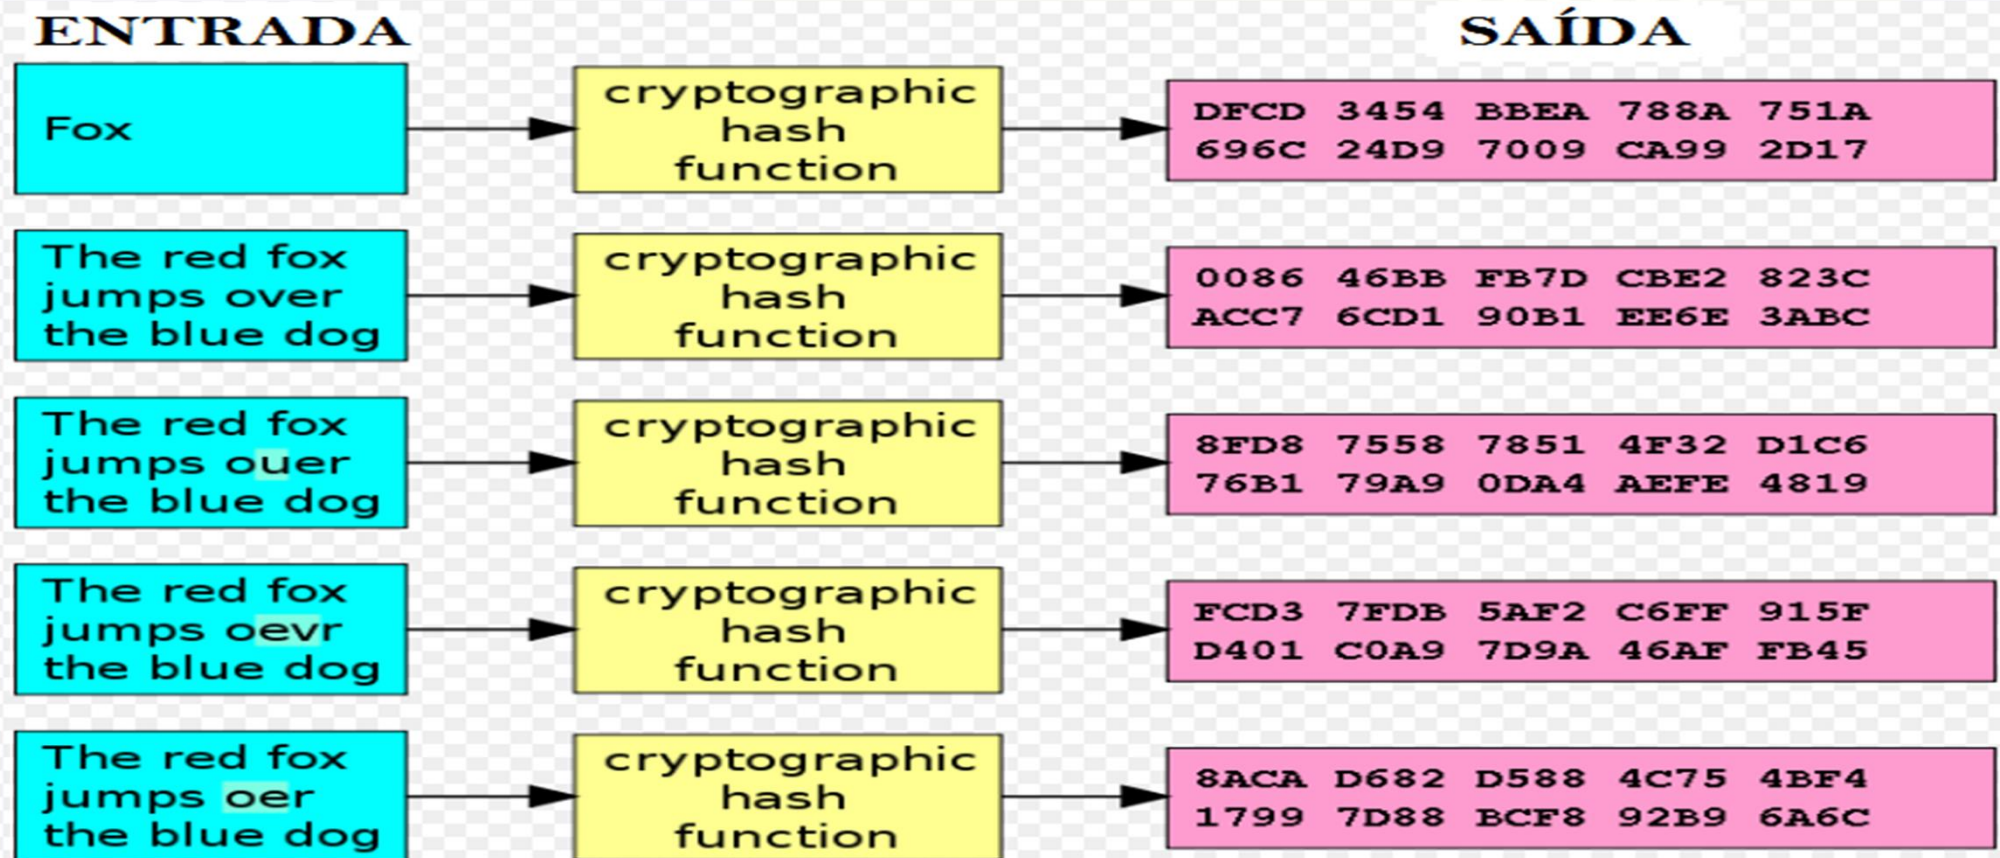 ENTRADA
SAÍDA
Fox
cryptographic
hash
function
DFCD 3454 BBEA 788A 751A
696C 24D9 7009 CA99 2D17
The red fox
jumps over
the blue dog
cryptographic
hash
function
0086 46BB FB7D CBE2 823C
ACC7 6CD1 90B1 EE6E 3ABC
The red fox
jumps ouer
the blue dog
cryptographic
hash
function
8FD8 7558 7851 4F32 D1C6
76B1 79A9 0DA4 AEFE 4819
The red fox
jumps oevr
the blue dog
cryptographic
hash
function
FCD3 7FDB 5AF2 C6FF 915F
D401 C0A9 7D9A 46AF FB45
The red fox
jumps oer
the blue dog
cryptographic
hash
function
8ACA D682 D588 4C75 4BF4
1799 7D88 BCF8 92B9 6A6C